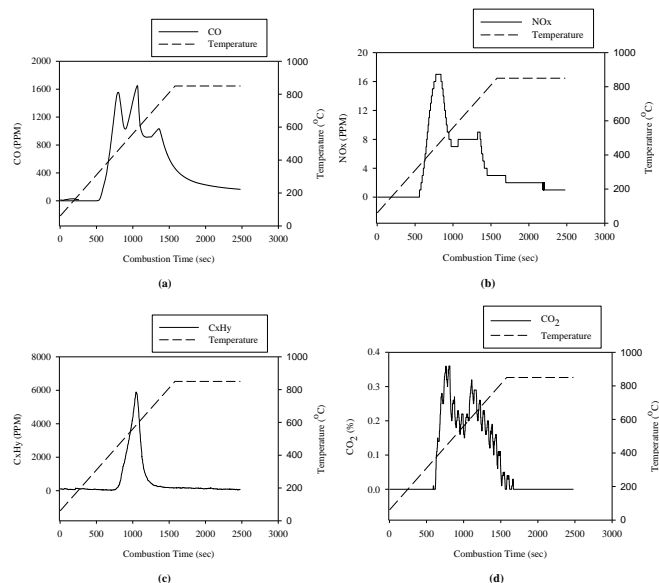 CO
Temperature
CO (PPM)
2000
1600
1200
800
400
0
Temperature (°C)
1000
800
600
400
200
0
0 500 1000 1500 2000 2500 3000
Combustion Time (sec)
(a)
NOx
Temperature
NOx (PPM)
20
16
12
8
4
0
Temperature (°C)
1000
800
600
400
200
0
0 500 1000 1500 2000 2500 3000
Combustion Time (sec)
(b)
CxHy
Temperature
CxHy (PPM)
8000
6000
4000
2000
0
Temperature (°C)
1000
800
600
400
200
0
0 500 1000 1500 2000 2500 3000
Combustion Time (sec)
(c)
CO₂
Temperature
CO₂ (%)
0.4
0.3
0.2
0.1
0.0
Temperature (°C)
1000
800
600
400
200
0
0 500 1000 1500 2000 2500 3000
Combustion Time (sec)
(d)